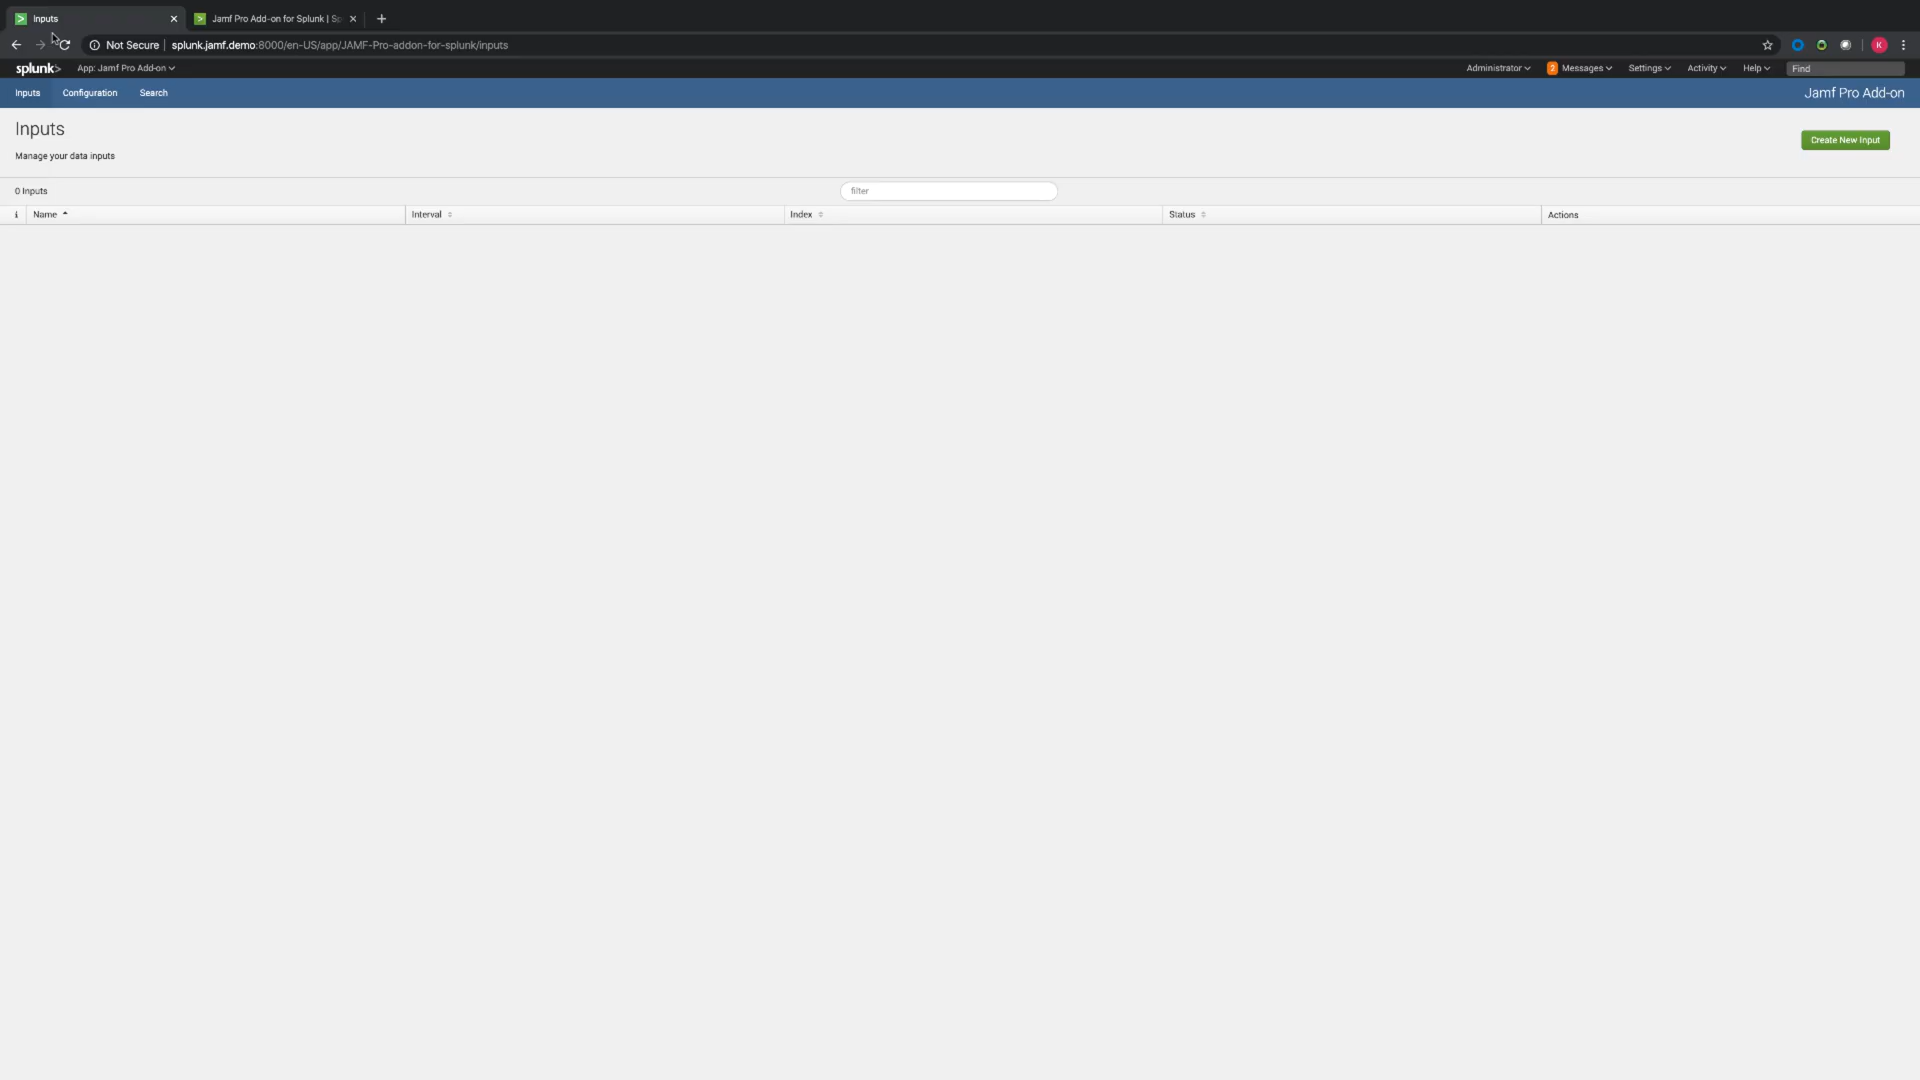 Inputs
Jamf Pro Add-on for Splunk | Sp
Not Secure | splunk.jamf.demo:8000/en-US/app/JAMF-Pro-addon-for-splunk/inputs
K
splunk> App: Jamf Pro Add-on Administrator 2 Messages Settings Activity Help Find
Inputs Configuration Search Jamf Pro Add-on
Inputs
Create New Input
Manage your data inputs
0 Inputs filter
i Name Interval Index Status Actions